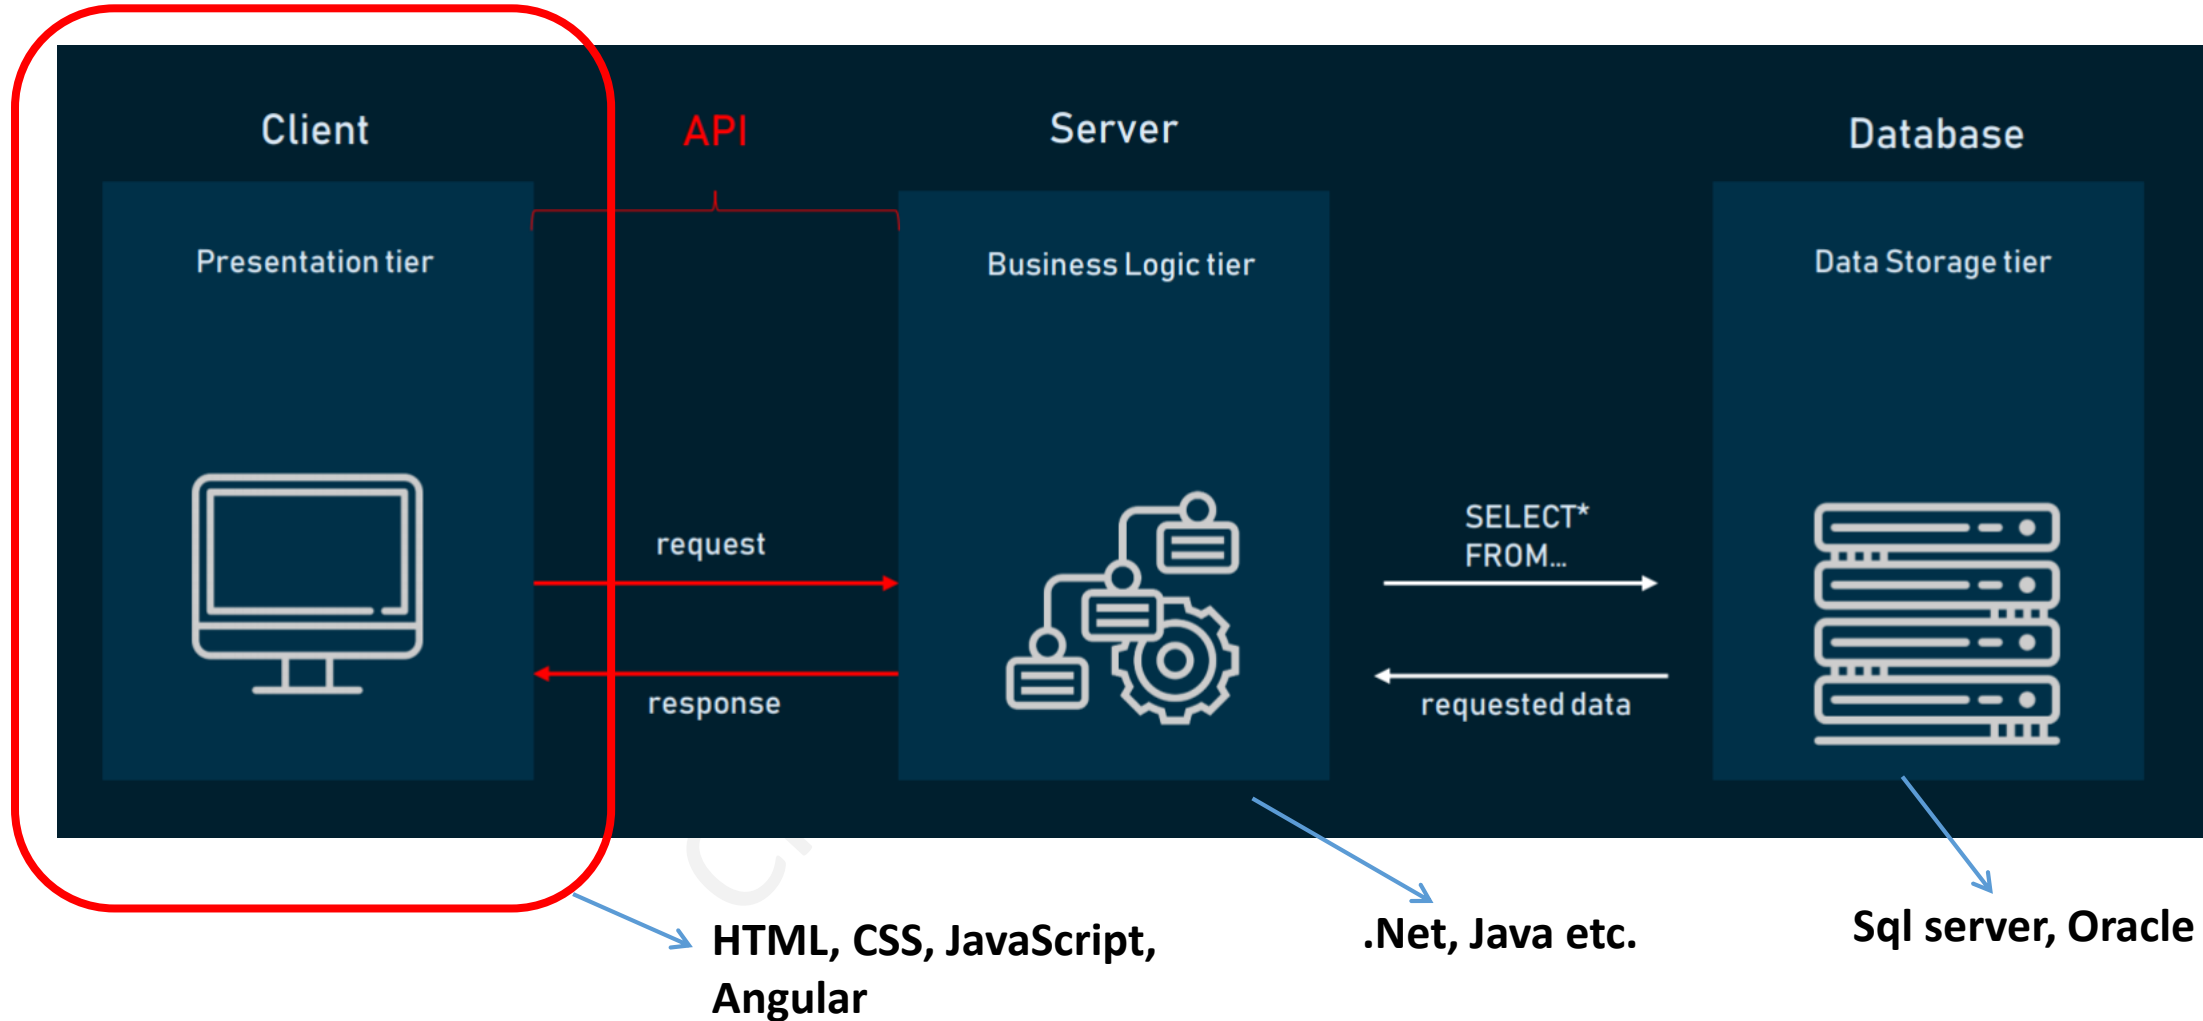 Client
API
Server
Database
Presentation tier
Business Logic tier
Data Storage tier
request
response
SELECT*
FROM...
requested data
HTML, CSS, JavaScript,
Angular
.Net, Java etc.
Sql server, Oracle